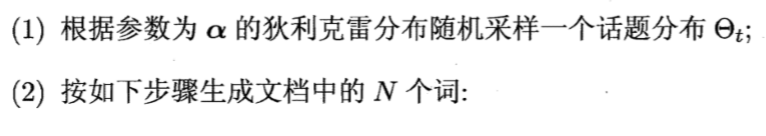 (1) 根据参数为 α 的狄利克雷分布随机采样一个话题分布 Θt;
(2) 按如下步骤生成文档中的 N 个词: